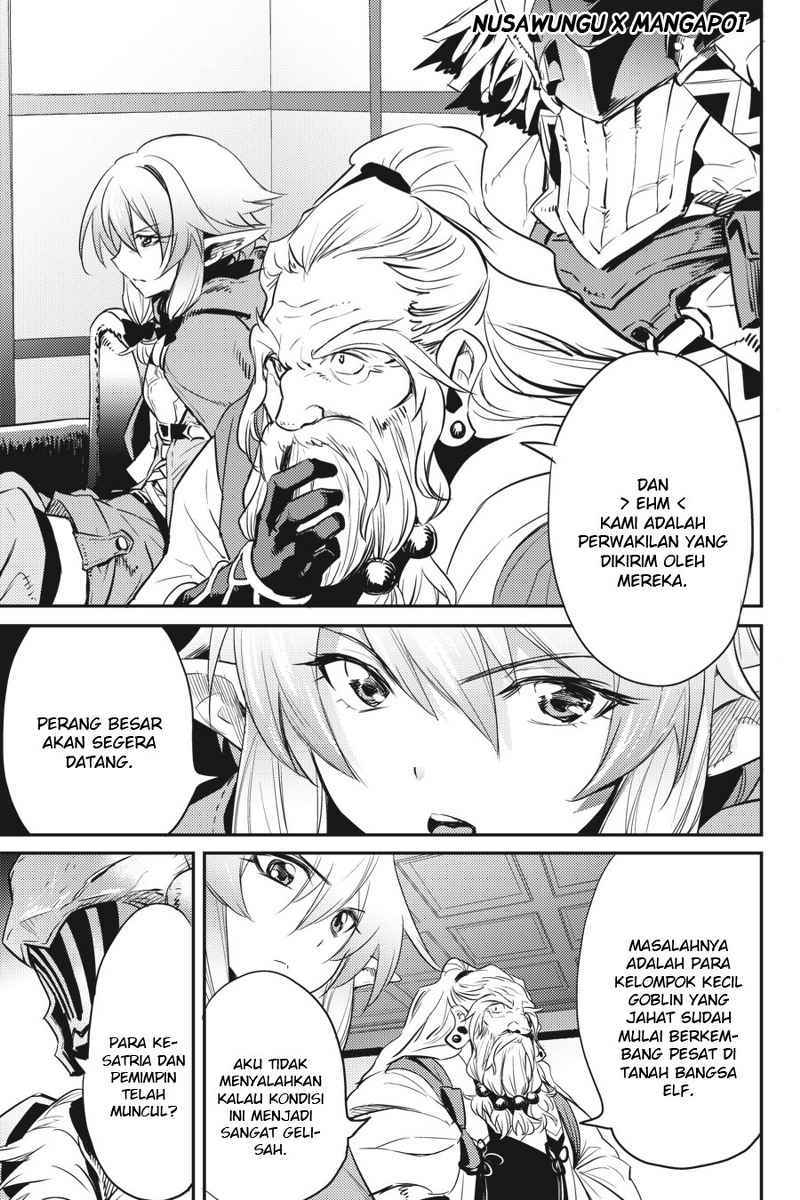 NUSAWUNGU X MANGAPOI
DAN
> EHM <
KAMI ADALAH
PERWAKILAN YANG
DIKIRIM OLEH
MEREKA.
PERANG BESAR
AKAN SEGERA
DATANG.
MASALAHNYA
ADALAH PARA
KELOMPOK KECIL
GOBLIN YANG
JAHAT SUDAH
MULAI BERKEM-
BANG PESAT DI
TANAH BANGSA
ELF.
AKU TIDAK
MENYALAHKAN
KALAU KONDISI
INI MENJADI
SANGAT GELI-
SAH.
PARA KE-
SATRIA DAN
PEMIMPIN
TELAH
MUNCUL?